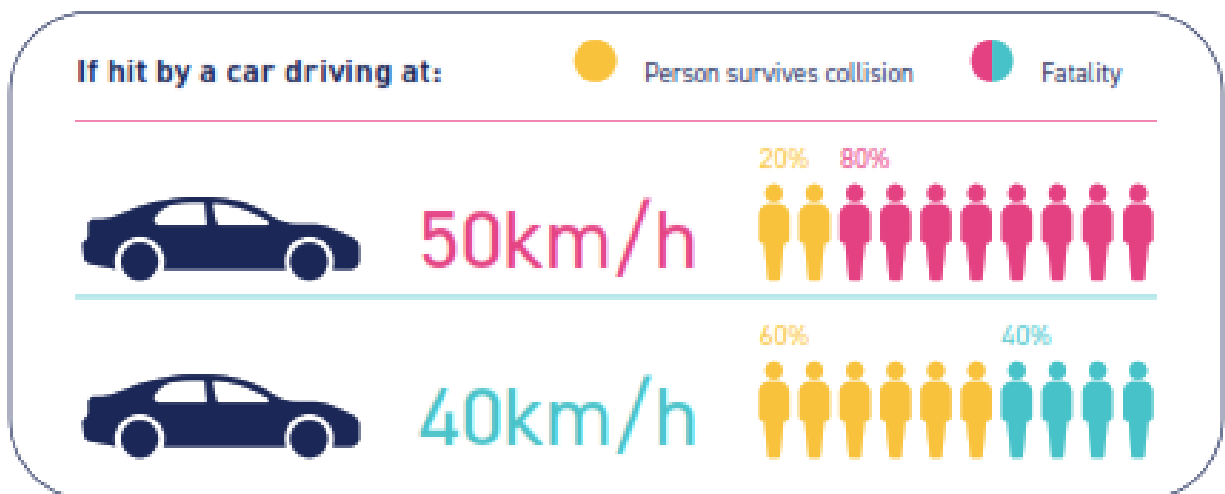 If hit by a car driving at: Person survives collision Fatality
20% 80%
50km/h
60% 40%
40km/h